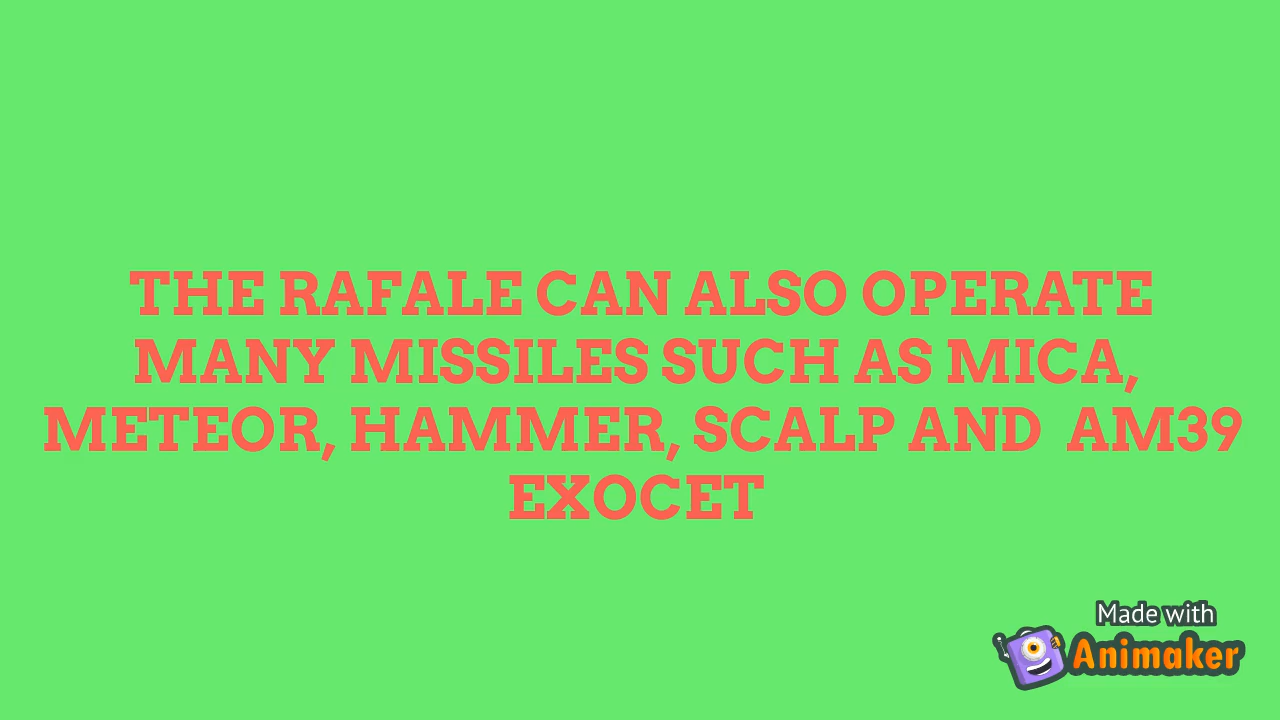 THE RAFALE CAN ALSO OPERATE
MANY MISSILES SUCH AS MICA,
METEOR, HAMMER, SCALP AND  AM39
EXOCET
Made with
Animaker